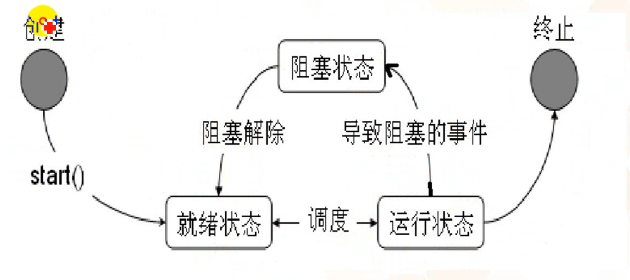 创建
终止
阻塞状态
阻塞解除
导致阻塞的事件
start()
就绪状态
调度
运行状态